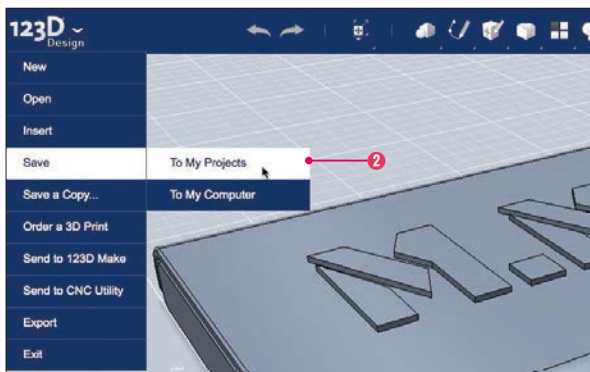 123D
Design
New
Open
Insert
Save
To My Projects
2
Save a Copy...
To My Computer
Order a 3D Print
Send to 123D Make
Send to CNC Utility
Export
Exit
M.